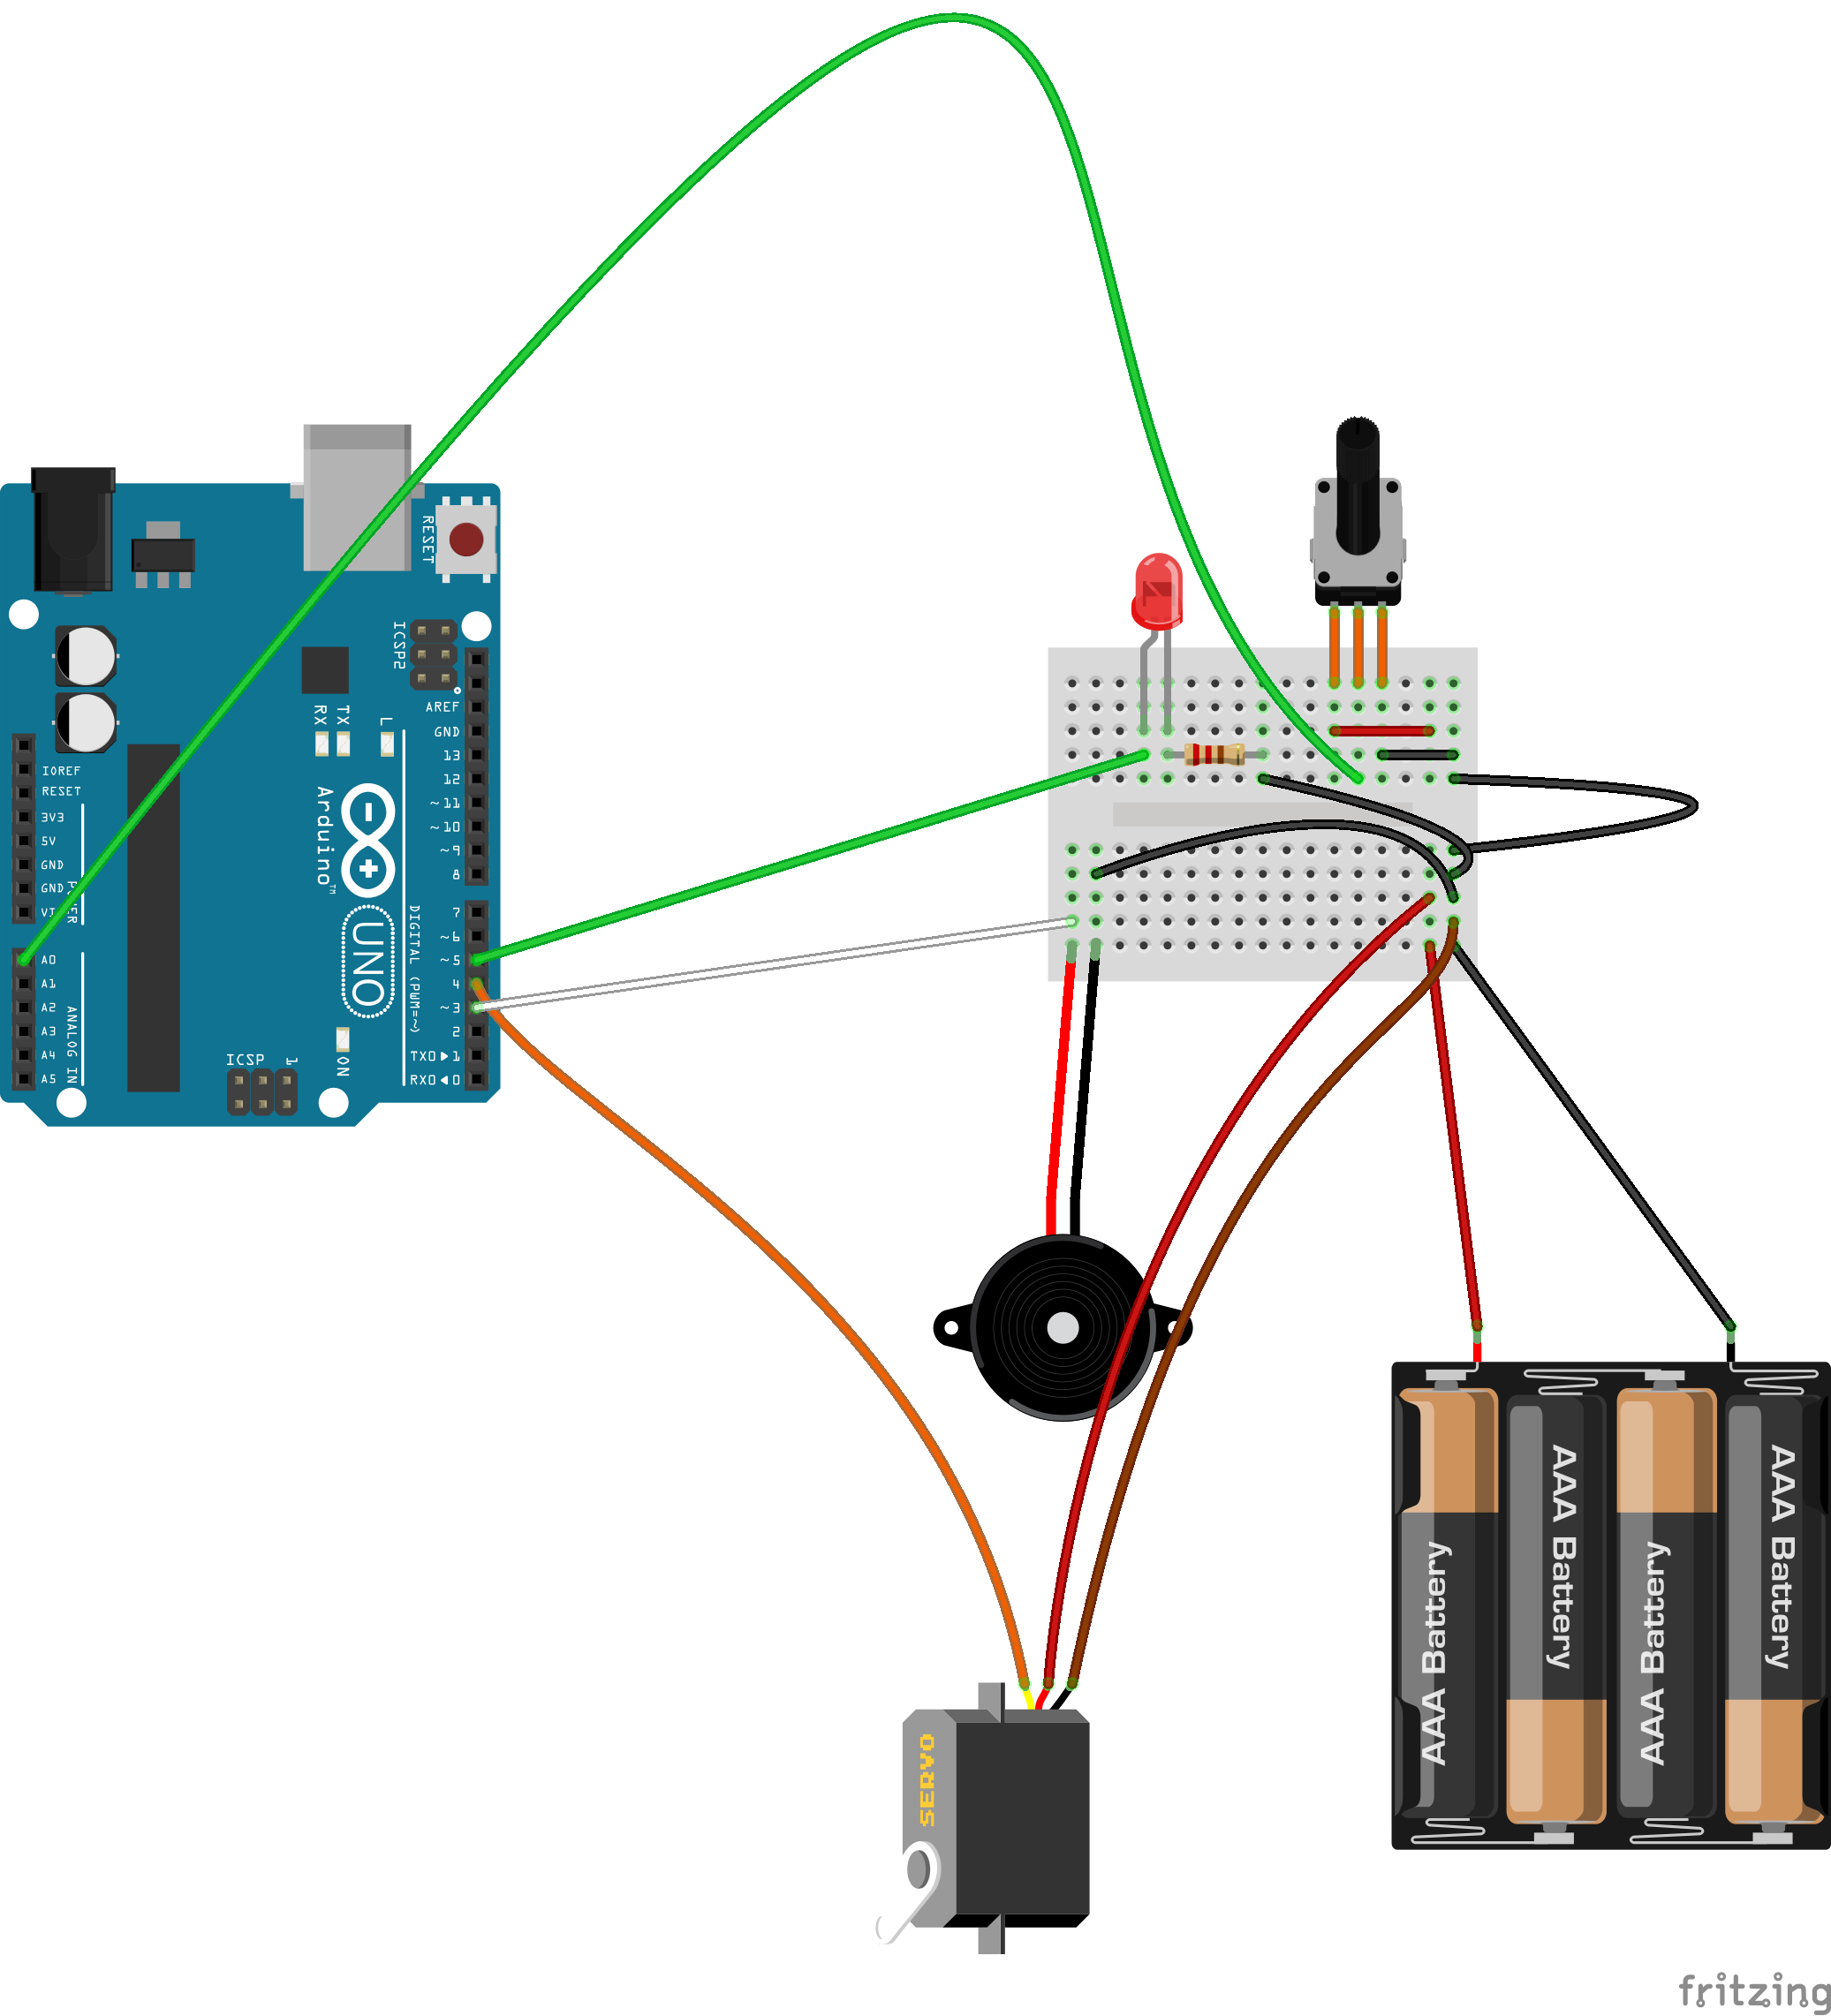 RESET
ICSP2
L
TX
RX
AREF
GND
13
12
~11
~10
~9
8
7
~6
~5
4
~3
2
TX0▶1
RX0◀0
DIGITAL (PWM=~)
IOREF
RESET
3V3
5V
GND
GND
A0
A1
A2
A3
A4
A5
ANALOG IN
Arduino™
UNO
ICSP
1
ON
SERVO
AAA Battery
AAA Battery
AAA Battery
AAA Battery
fritzing